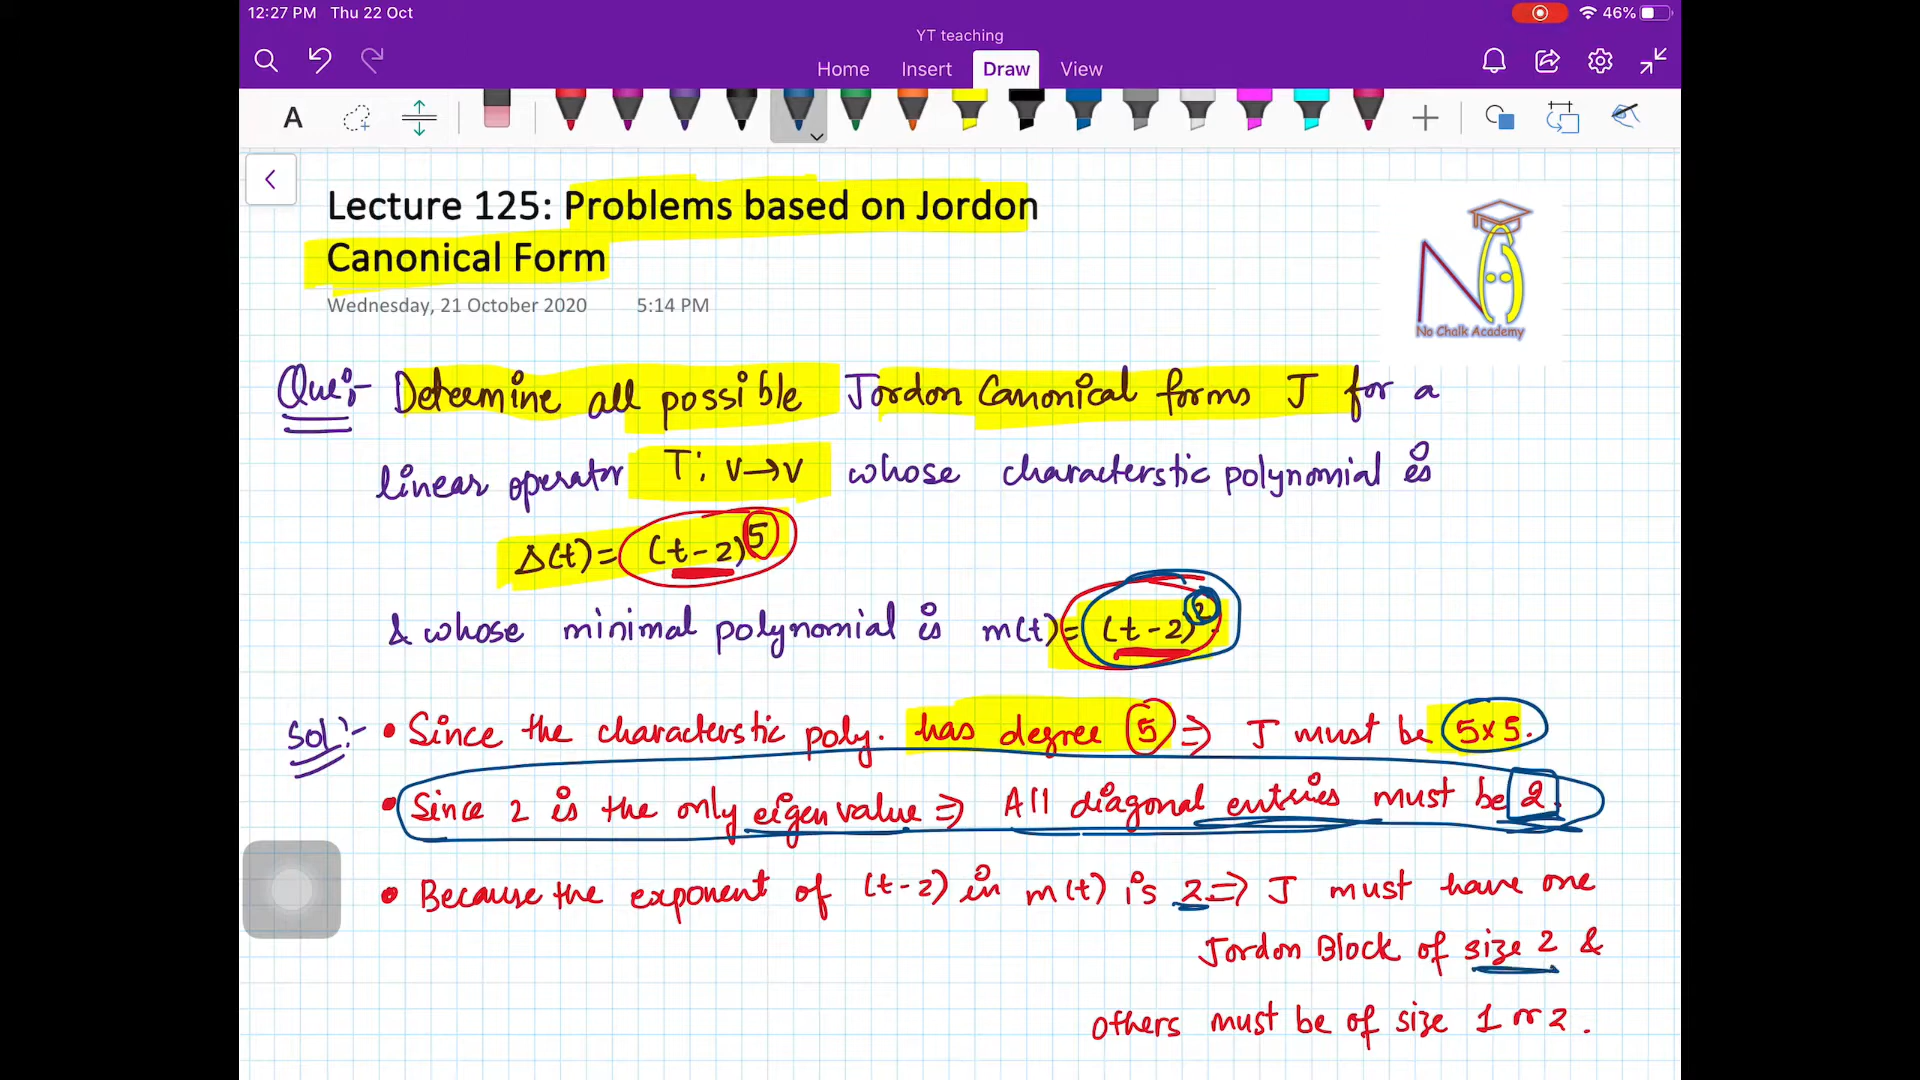 12:27 PM Thu 22 Oct
46%
YT teaching
Home Insert Draw View
A
Lecture 125: Problems based on Jordon
Canonical Form
Wednesday, 21 October 2020 5:14 PM
No Chalk Academy
Que:- Determine all possible Jordon Canonical forms J for a
linear operator T: V→V whose characterstic polynomial is
Δ(t)= (t-2)^5
& whose minimal polynomial is m(t)= (t-2)^2.
Sol:- • Since the characterstic poly. has degree 5 => J must be 5x5.
• Since 2 is the only eigen value => All diagonal entries must be 2.
• Because the exponent of (t-2) in m(t) is 2 => J must have one
Jordon Block of size 2 &
others must be of size 1 or 2.